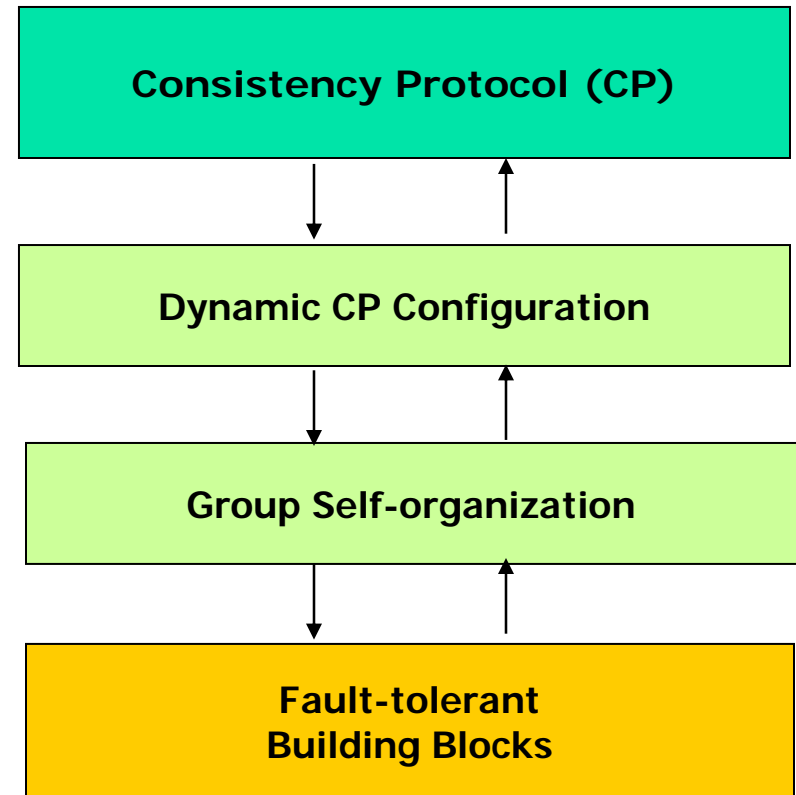 Consistency Protocol (CP)
Dynamic CP Configuration
Group Self-organization
Fault-tolerant
Building Blocks